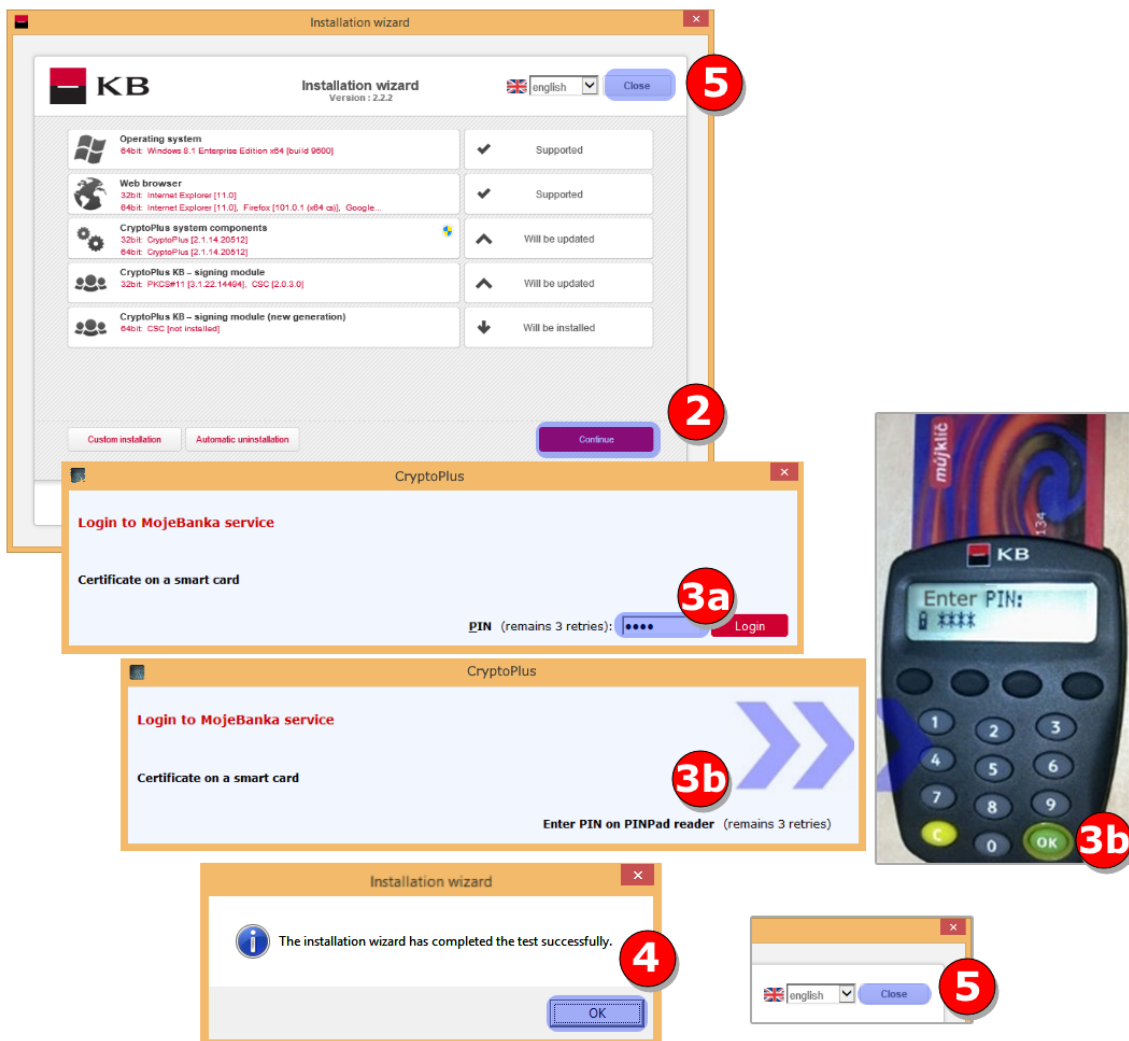 Installation wizard
KB
Installation wizard
Version : 2.2.2
english
Close
5
Operating system
64bit: Windows 8.1 Enterprise Edition x64 [build 9600]
Supported
Web browser
32bit: Internet Explorer [11.0]
64bit: Internet Explorer [11.0], Firefox [101.0.1 (x64 cs)], Google...
Supported
CryptoPlus system components
32bit: CryptoPlus [2.1.14.20512]
64bit: CryptoPlus [2.1.14.20512]
Will be updated
CryptoPlus KB – signing module
32bit: PKCS#11 [3.1.22.14494], CSC [2.0.3.0]
Will be updated
CryptoPlus KB – signing module (new generation)
64bit: CSC [not installed]
Will be installed
2
Custom installation
Automatic uninstallation
Continue
CryptoPlus
Login to MojeBanka service
Certificate on a smart card
3a
PIN (remains 3 retries):
Login
CryptoPlus
Login to MojeBanka service
Certificate on a smart card
3b
Enter PIN on PINPad reader (remains 3 retries)
můjklíč
134
KB
Enter PIN:
****
1
2
3
4
5
6
7
8
9
C
0
OK
3b
Installation wizard
The installation wizard has completed the test successfully.
4
OK
english
Close
5